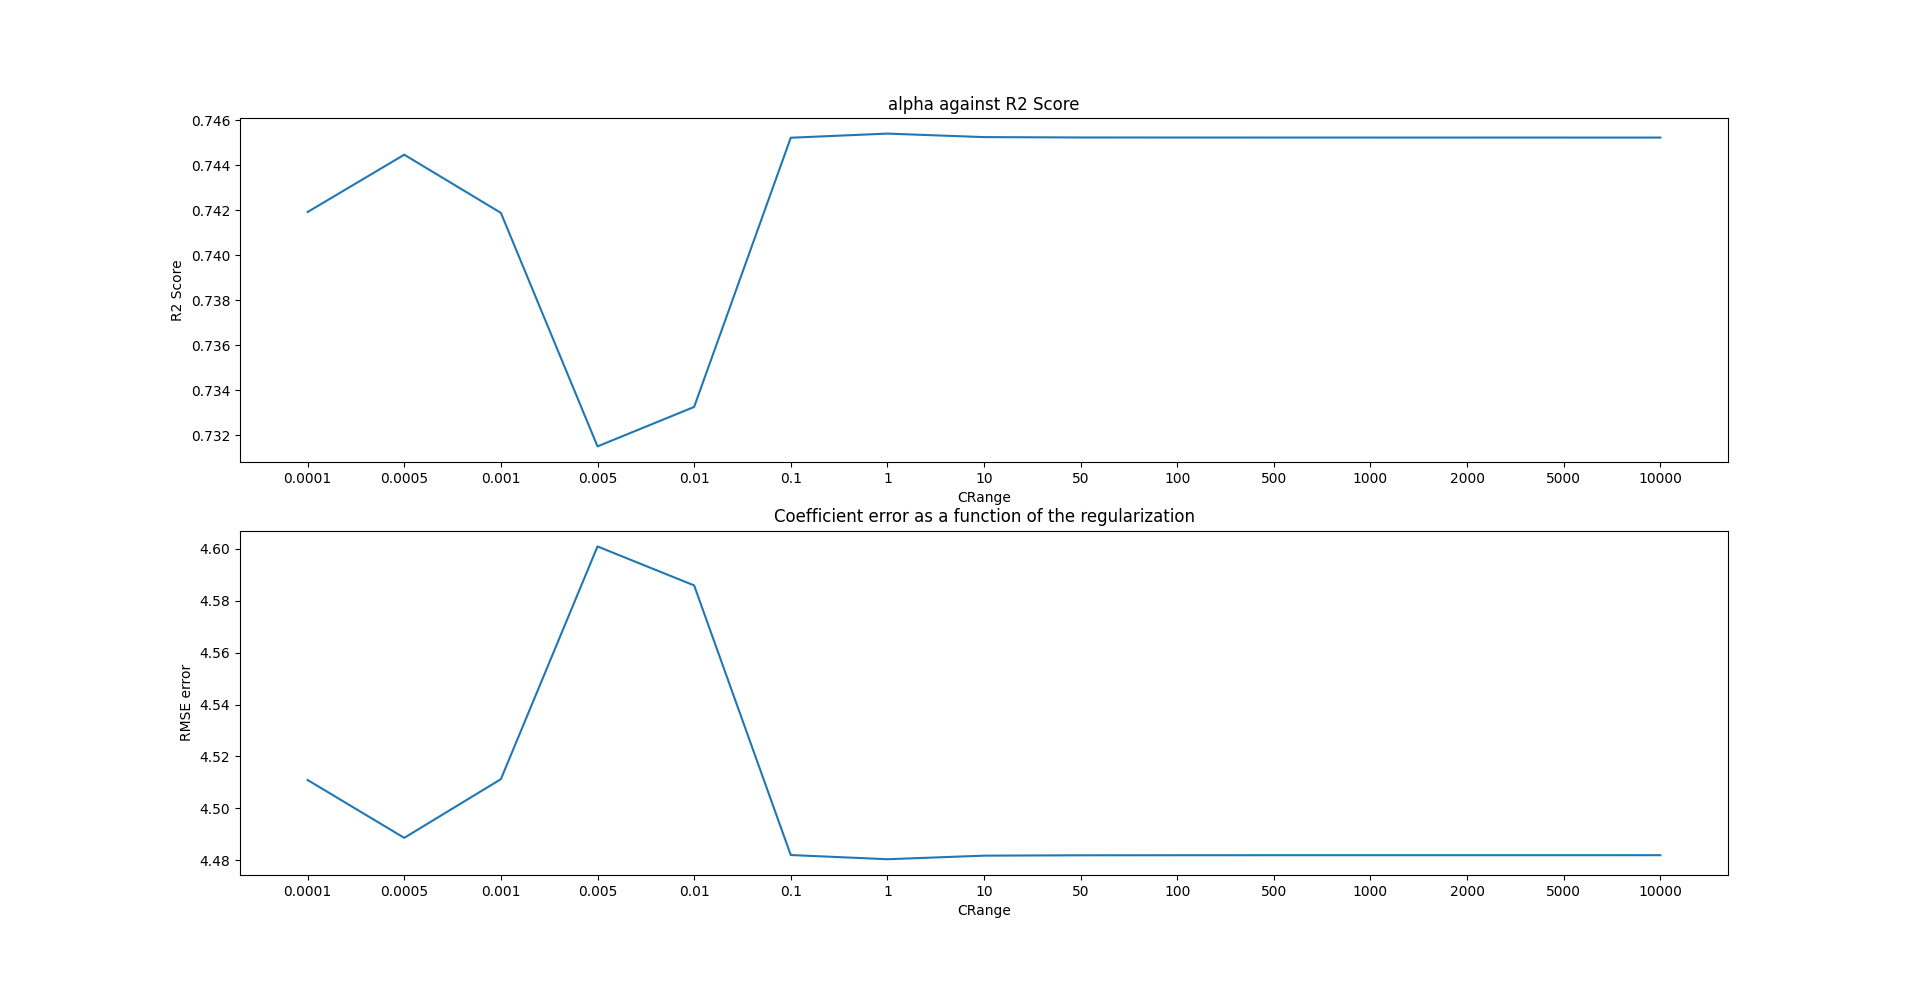 alpha against R2 Score
0.746
0.744
0.742
0.740
0.738
0.736
0.734
0.732
R2 Score
0.0001 0.0005 0.001 0.005 0.01 0.1 1 10 50 100 500 1000 2000 5000 10000
CRange
Coefficient error as a function of the regularization
4.60
4.58
4.56
4.54
4.52
4.50
4.48
RMSE error
0.0001 0.0005 0.001 0.005 0.01 0.1 1 10 50 100 500 1000 2000 5000 10000
CRange